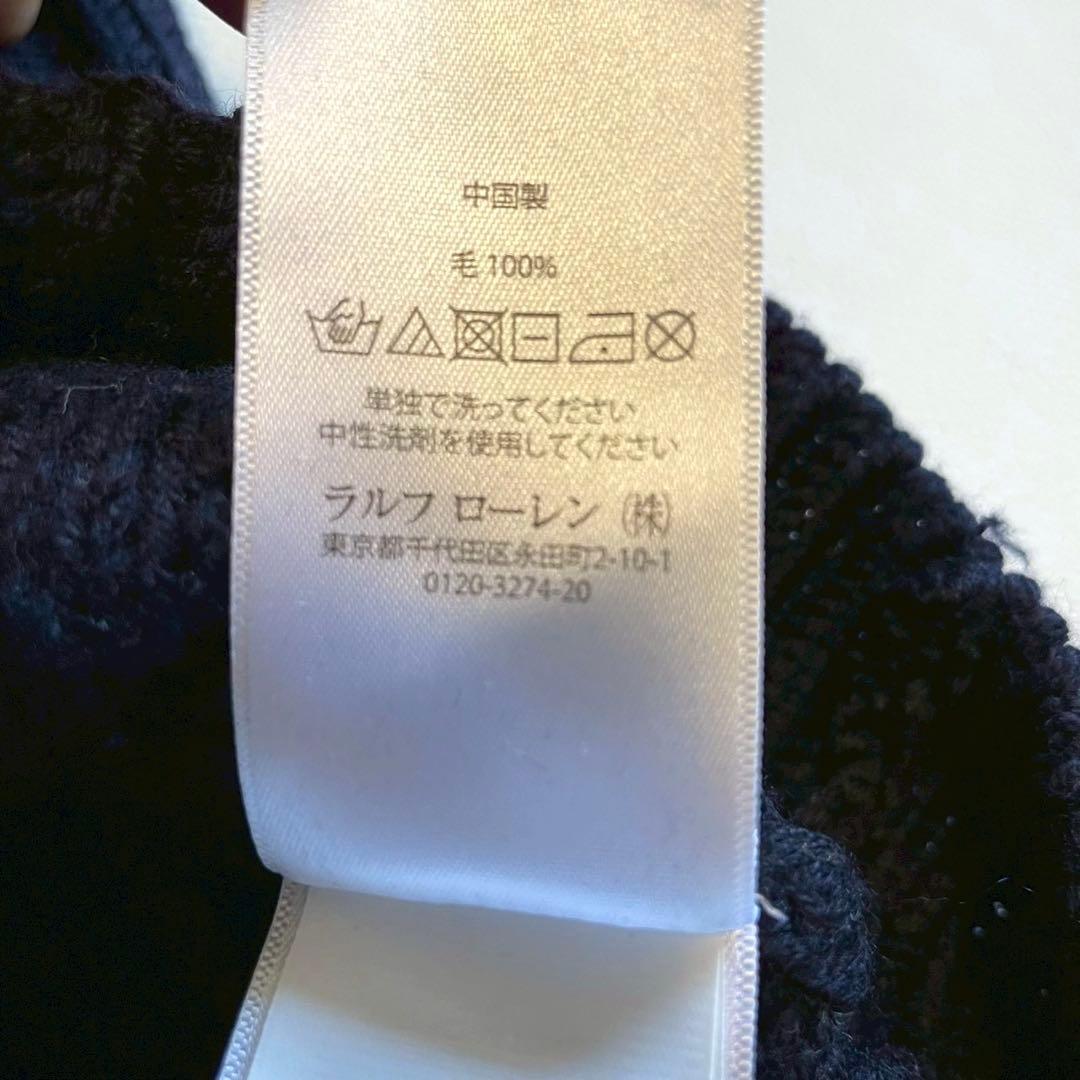 中国製
毛 100%
単独で洗ってください
中性洗剤を使用してください
ラルフ ローレン ㈱
東京都千代田区永田町2-10-1
0120-3274-20